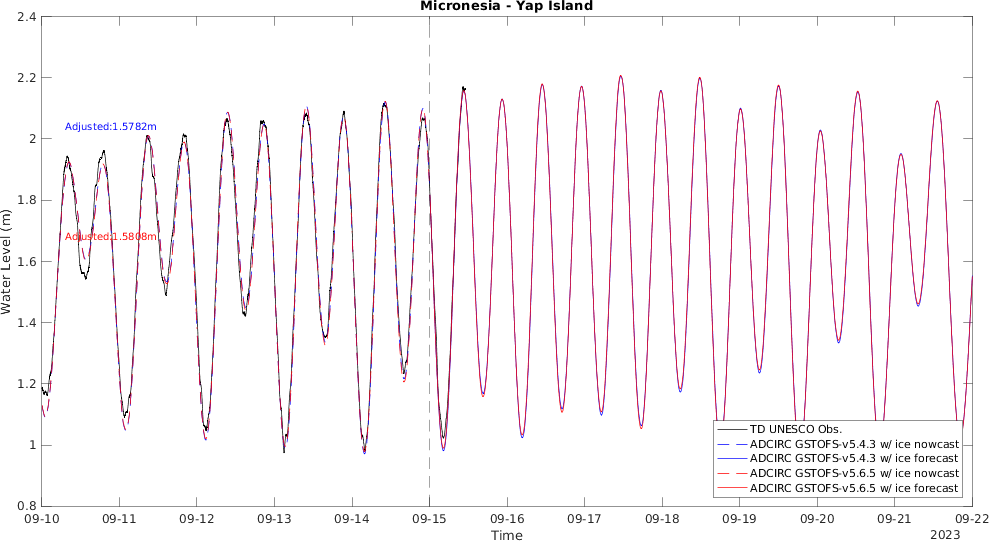 Micronesia - Yap Island
2.4
2.2
2
1.8
1.6
1.4
1.2
1
0.8
Water Level (m)
Adjusted:1.5782m
Adjusted:1.5808m
TD UNESCO Obs.
ADCIRC GSTOFS-v5.4.3 w/ ice nowcast
ADCIRC GSTOFS-v5.4.3 w/ ice forecast
ADCIRC GSTOFS-v5.6.5 w/ ice nowcast
ADCIRC GSTOFS-v5.6.5 w/ ice forecast
09-10 09-11 09-12 09-13 09-14 09-15 09-16 09-17 09-18 09-19 09-20 09-21 09-22
Time
2023